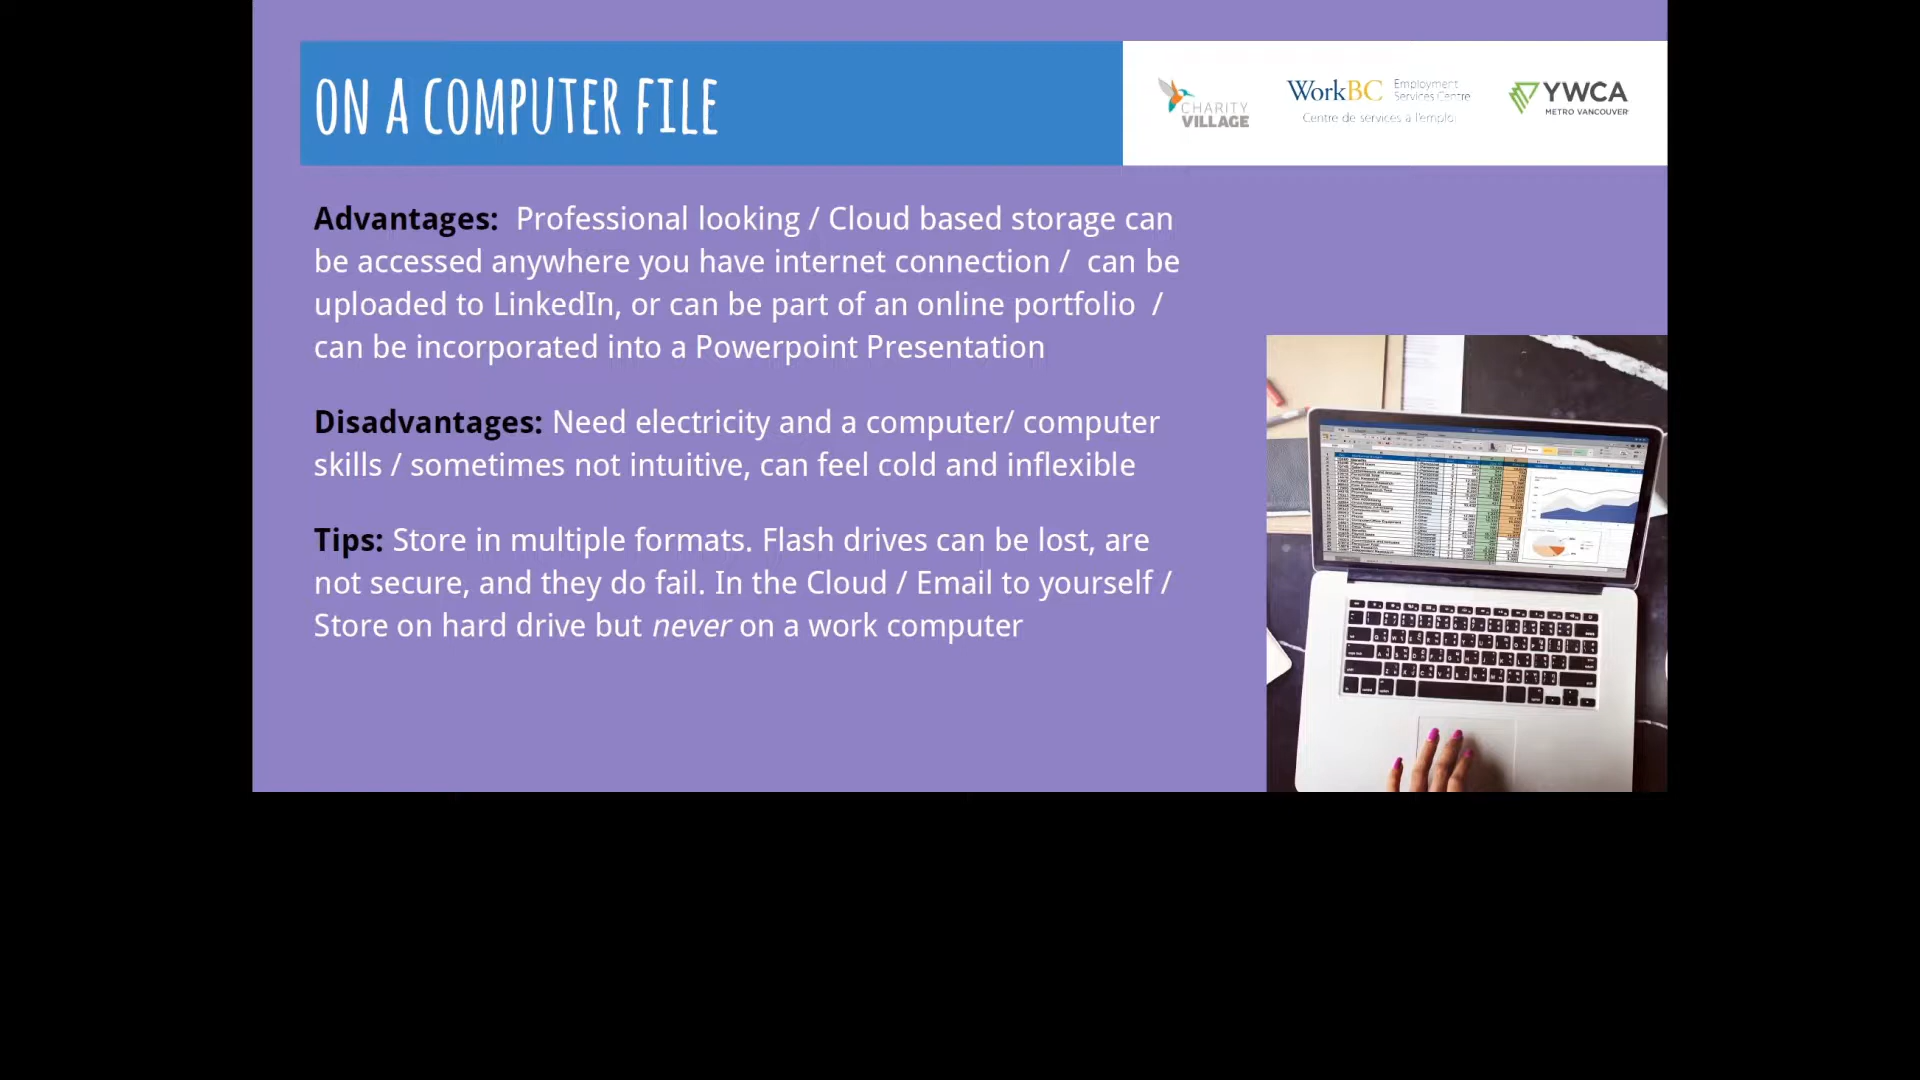 ON A COMPUTER FILE
CHARITY
VILLAGE
WorkBC
Employment
Services Centre
Centre de services à l'emploi
YWCA
METRO VANCOUVER
Advantages:  Professional looking / Cloud based storage can
be accessed anywhere you have internet connection /  can be
uploaded to LinkedIn, or can be part of an online portfolio  /
can be incorporated into a Powerpoint Presentation
Disadvantages: Need electricity and a computer/ computer
skills / sometimes not intuitive, can feel cold and inflexible
Tips: Store in multiple formats. Flash drives can be lost, are
not secure, and they do fail. In the Cloud / Email to yourself /
Store on hard drive but never on a work computer